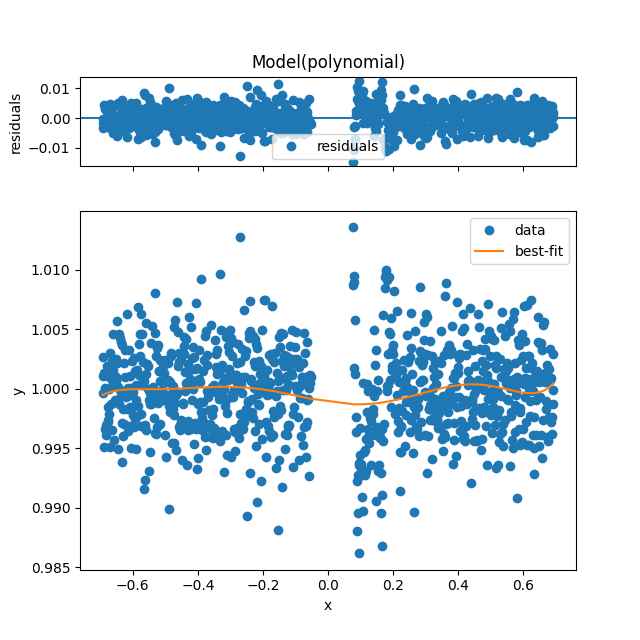 Model(polynomial)
0.01
0.00
−0.01
residuals
residuals
1.010
1.005
1.000
0.995
0.990
0.985
y
data
best-fit
−0.6 −0.4 −0.2 0.0 0.2 0.4 0.6
x